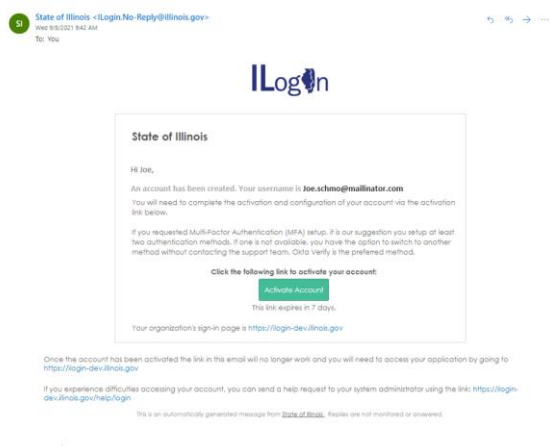 SI
State of Illinois <ILogin.No-Reply@illinois.gov>
Wed 9/8/2021 9:42 AM
To: You
ILogin
State of Illinois
Hi Joe,
An account has been created. Your username is Joe.schmo@mailinator.com
You will need to complete the activation and configuration of your account via the activation
link below.
If you requested Multi-Factor Authentication (MFA) setup, it is our suggestion you setup at least
two authentication methods. If one is not available, you have the option to switch to another
method without contacting the support team. Okta Verify is the preferred method.
Click the following link to activate your account:
Activate Account
This link expires in 7 days.
Your organization's sign-in page is https://ilogin-dev.illinois.gov
Once the account has been activated the link in this email will no longer work and you will need to access your application by going to
https://ilogin-dev.illinois.gov
If you experience difficulties accessing your account, you can send a help request to your system administrator using the link: https://ilogin-
dev.illinois.gov/help/login
This is an automatically generated message from State of Illinois. Replies are not monitored or answered.